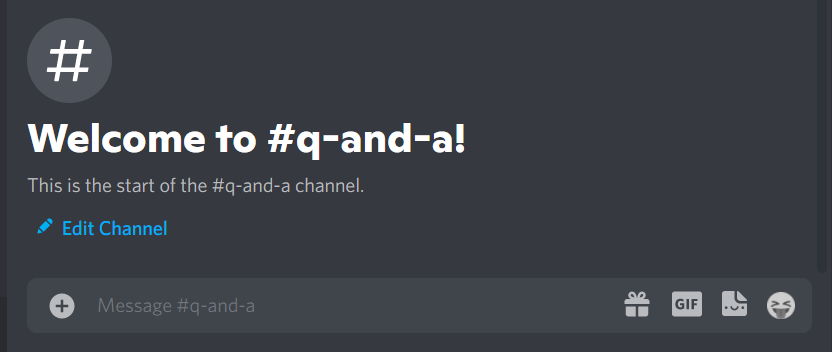 #
Welcome to #q-and-a!
This is the start of the #q-and-a channel.
Edit Channel
Message #q-and-a
GIF